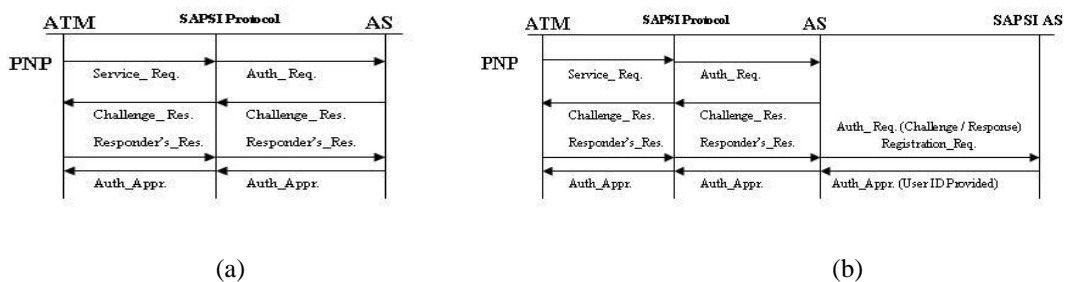 ATM SAPSI Protocol AS
PNP
Service_ Req. Auth_ Req.
Challenge_ Res. Challenge_ Res.
Responder's_Res. Responder's_Res.
Auth_Appr. Auth_Appr.
(a)
ATM SAPSI Protocol AS SAPSI AS
PNP
Service_ Req. Auth_ Req.
Challenge_ Res. Challenge_ Res.
Auth_ Req. (Challenge / Response)
Responder's_Res. Responder's_Res. Registration_Req.
Auth_Appr. Auth_Appr. Auth_Appr. (User ID Provided)
(b)